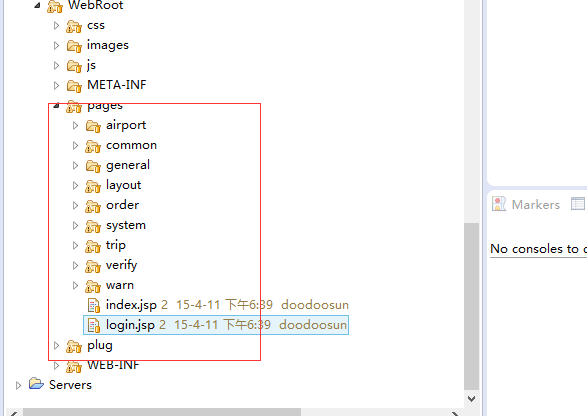 WebRoot
css
images
js
META-INF
pages
airport
common
general
layout
order
system
trip
verify
warn
index.jsp 2 15-4-11 下午6:39 doodoosun
login.jsp 2 15-4-11 下午6:39 doodoosun
plug
WEB-INF
Servers
Markers
No consoles to d